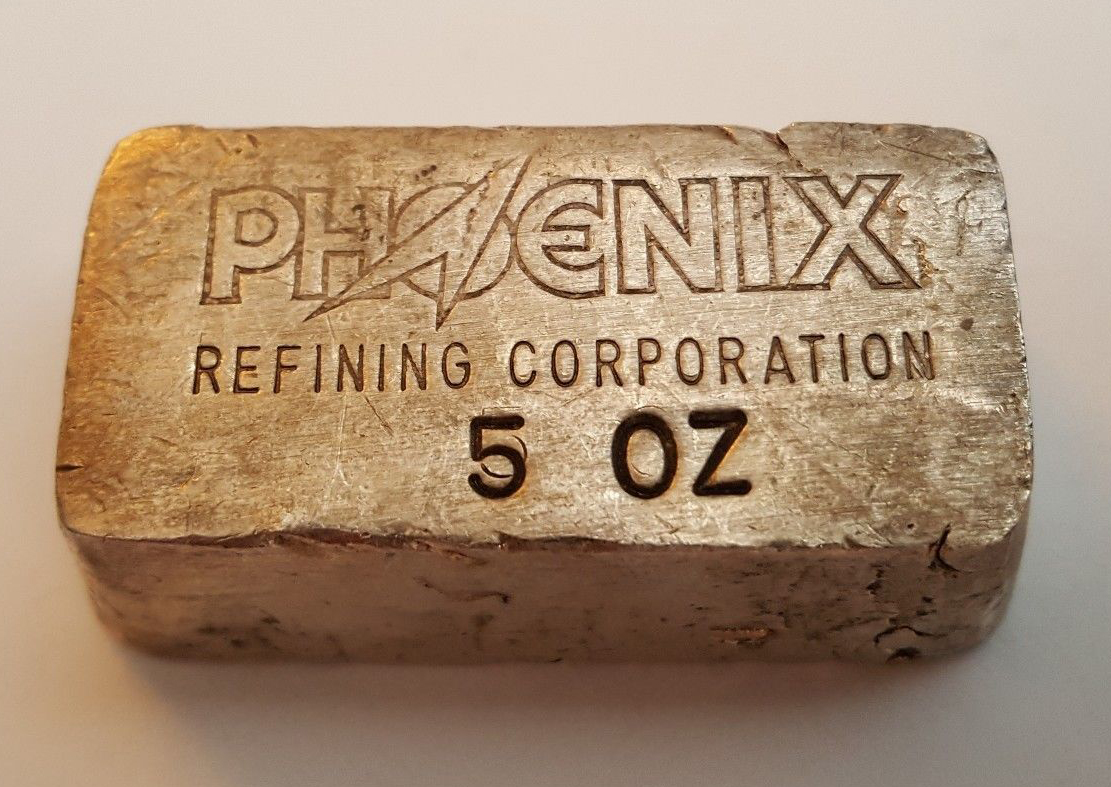 PHOENIX
REFINING CORPORATION
5 OZ